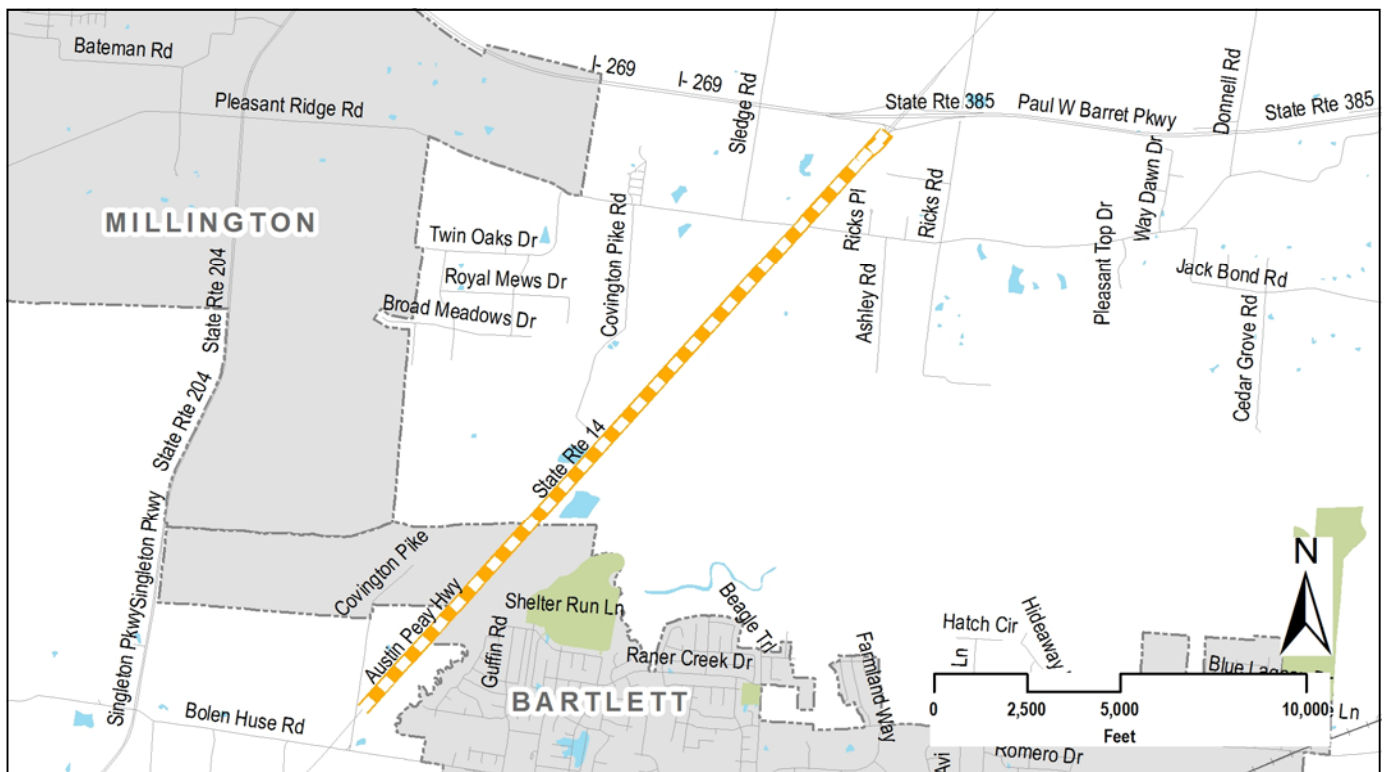 Bateman Rd
I- 269
I- 269
Sledge Rd
State Rte 385
Paul W Barret Pkwy
Donnell Rd
State Rte 385
Pleasant Ridge Rd
Way Dawn Dr
Ricks Pl
Ricks Rd
MILLINGTON
Covington Pike Rd
Twin Oaks Dr
Pleasant Top Dr
Royal Mews Dr
Jack Bond Rd
State Rte 204
Broad Meadows Dr
Ashley Rd
Cedar Grove Rd
State Rte 204
State Rte 14
Singleton Pkwy
Covington Pike
N
Austin Peay Hwy
Shelter Run Ln
Beagle Trl
Hatch Cir
Hideaway
Ln
Singleton Pkwy
Guffin Rd
Raner Creek Dr
Farmland Way
BARTLETT
Bolen Huse Rd
0 2,500 5,000 10,000
Feet
Ln
Romero Dr